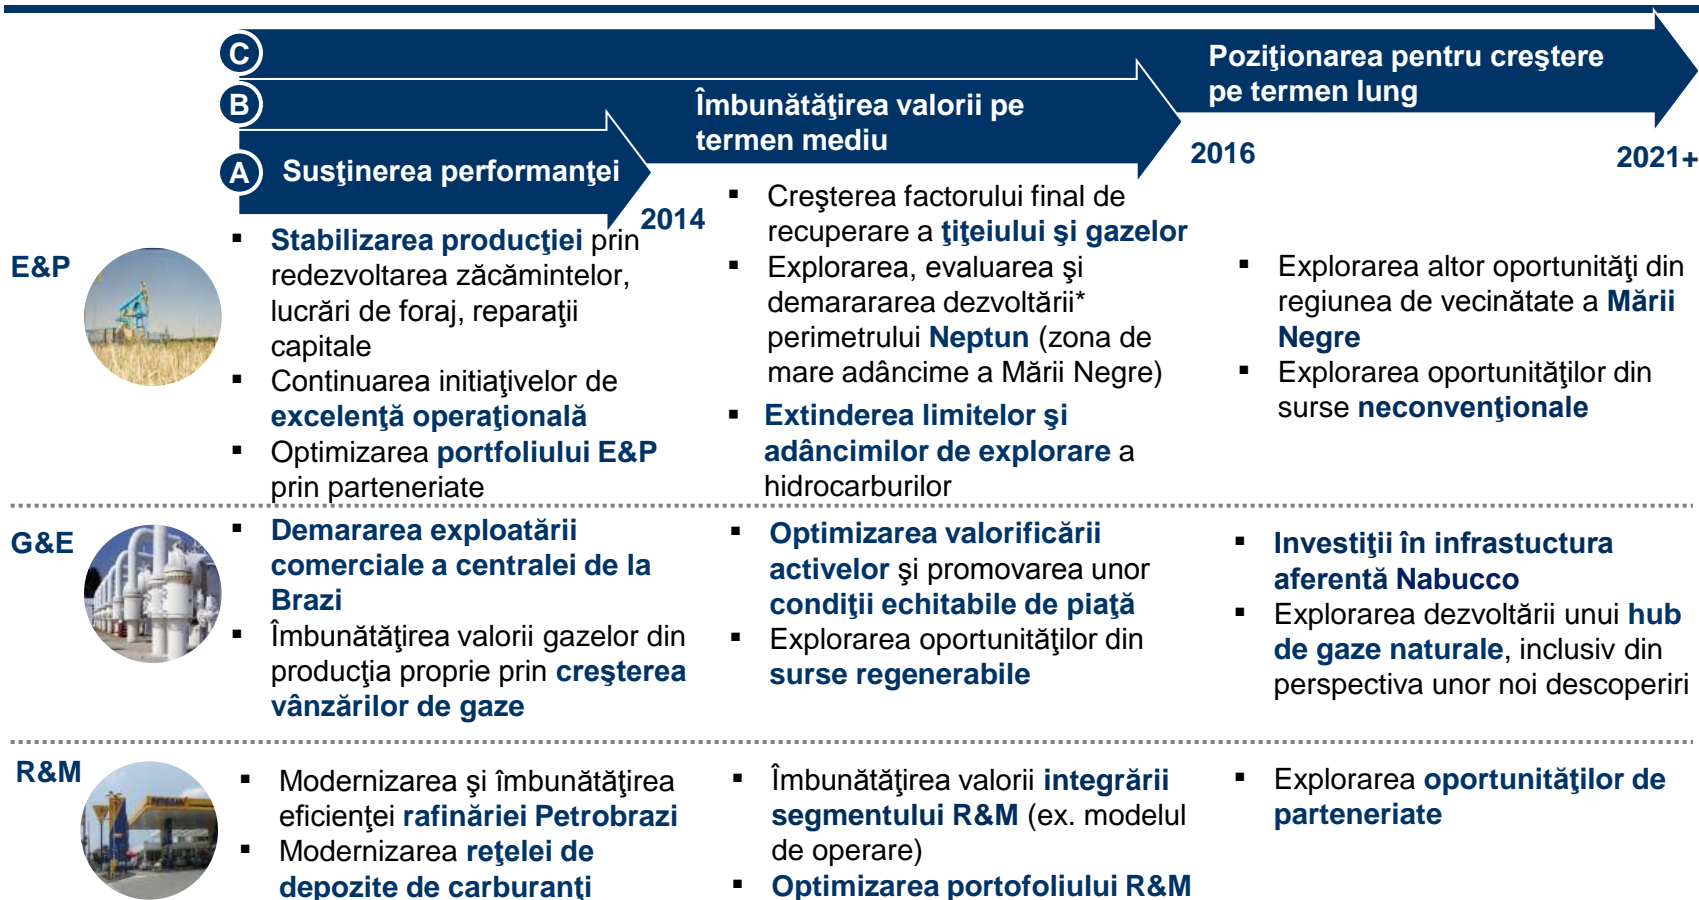 C
Poziţionarea pentru creştere
pe termen lung
B
Îmbunătăţirea valorii pe
termen mediu
2016
2021+
A
Susţinerea performanţei
2014
E&P
▪ Stabilizarea producţiei prin
redezvoltarea zăcămintelor,
lucrări de foraj, reparaţii
capitale
▪ Continuarea iniţiativelor de
excelenţă operaţională
▪ Optimizarea portfoliului E&P
prin parteneriate
▪ Creşterea factorului final de
recuperare a ţiţeiului şi gazelor
▪ Explorarea, evaluarea şi
demararararea dezvoltării*
perimetrului Neptun (zona de
mare adâncime a Mării Negre)
▪ Extinderea limitelor şi
adâncimilor de explorare a
hidrocarburilor
▪ Explorarea altor oportunităţi din
regiunea de vecinătate a Mării
Negre
▪ Explorarea oportunităţilor din
surse neconvenţionale
G&E
▪ Demararea exploatării
comerciale a centralei de la
Brazi
▪ Îmbunătăţirea valorii gazelor din
producţia proprie prin creşterea
vânzărilor de gaze
▪ Optimizarea valorificării
activelor şi promovarea unor
condiţii echitabile de piaţă
▪ Explorarea oportunităţilor din
surse regenerabile
▪ Investiţii în infrastuctura
aferentă Nabucco
▪ Explorarea dezvoltării unui hub
de gaze naturale, inclusiv din
perspectiva unor noi descoperiri
R&M
PETROM
▪ Modernizarea şi îmbunătăţirea
eficienţei rafinăriei Petrobrazi
▪ Modernizarea reţelei de
depozite de carburanţi
▪ Îmbunătăţirea valorii integrării
segmentului R&M (ex. modelul
de operare)
▪ Optimizarea portofoliului R&M
▪ Explorarea oportunităţilor de
parteneriate